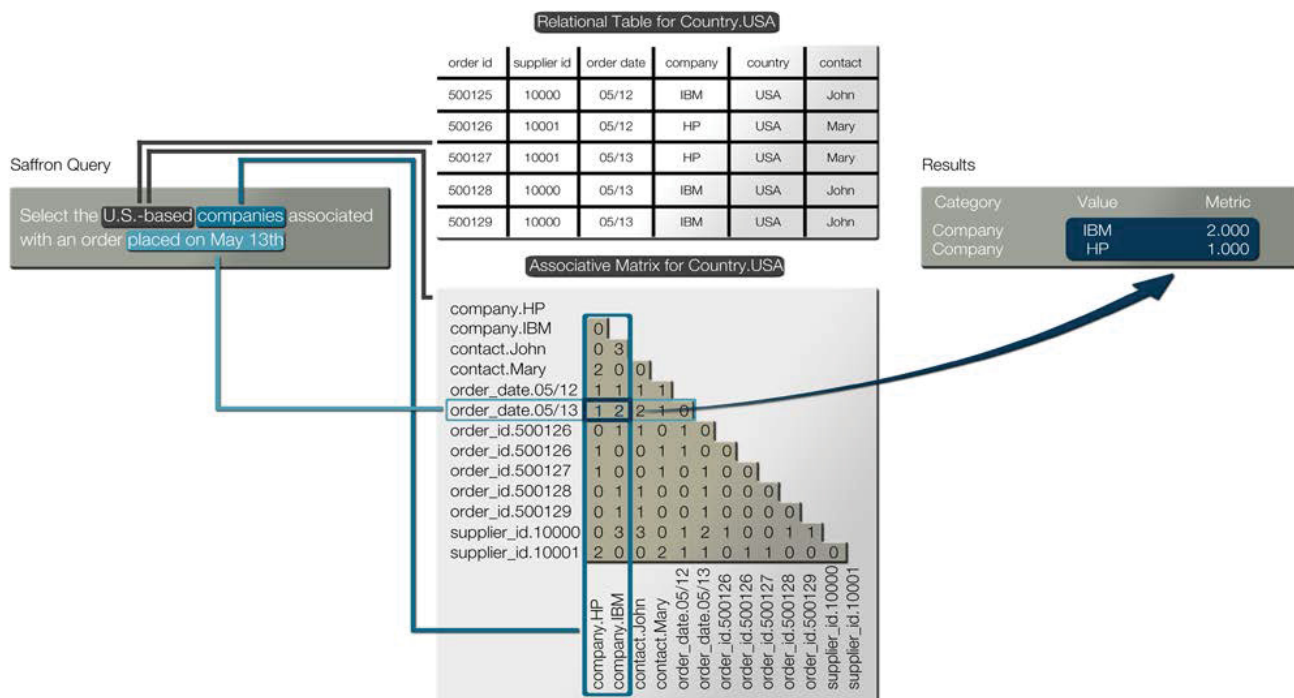 Relational Table for Country.USA
order id supplier id order date company country contact
500125 10000 05/12 IBM USA John
500126 10001 05/12 HP USA Mary
500127 10001 05/13 HP USA Mary
500128 10000 05/13 IBM USA John
500129 10000 05/13 IBM USA John
Saffron Query
Select the U.S.-based companies associated
with an order placed on May 13th
Results
Category Value Metric
Company IBM 2.000
Company HP 1.000
Associative Matrix for Country.USA
company.HP
company.IBM 0
contact.John 0 3
contact.Mary 2 0 0
order_date.05/12 1 1 1 1
order_date.05/13 1 2 2 1 0
order_id.500126 0 1 1 0 1 0
order_id.500126 1 0 0 1 1 0 0
order_id.500127 1 0 0 1 0 1 0 0
order_id.500128 0 1 1 0 0 1 0 0 0
order_id.500129 0 1 1 0 0 1 0 0 0 0
supplier_id.10000 0 3 3 0 1 2 1 0 0 1 1
supplier_id.10001 2 0 0 2 1 1 0 1 1 0 0 0
company.HP
company.IBM
contact.John
contact.Mary
order_date.05/12
order_date.05/13
order_id.500126
order_id.500126
order_id.500127
order_id.500128
order_id.500129
supplier_id.10000
supplier_id.10001